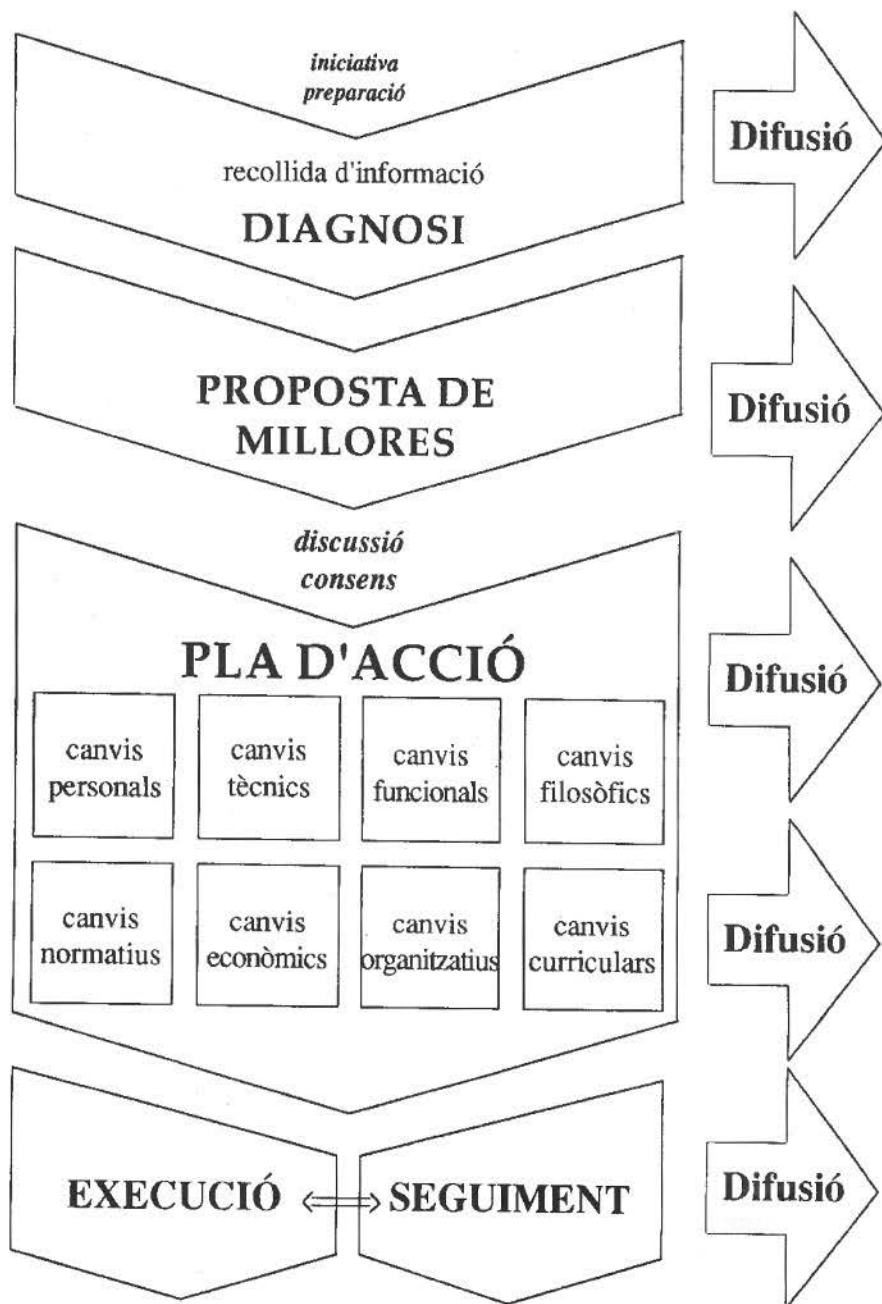 iniciativa
preparació
Difusió
recollida d'informació
DIAGNOSI
PROPOSTA DE
MILLORES
Difusió
discussió
consens
PLA D'ACCIÓ
Difusió
canvis
personals
canvis
tècnics
canvis
funcionals
canvis
filosòfics
canvis
normatius
canvis
econòmics
canvis
organitzatius
canvis
curriculars
Difusió
EXECUCIÓ
SEGUIMENT
Difusió